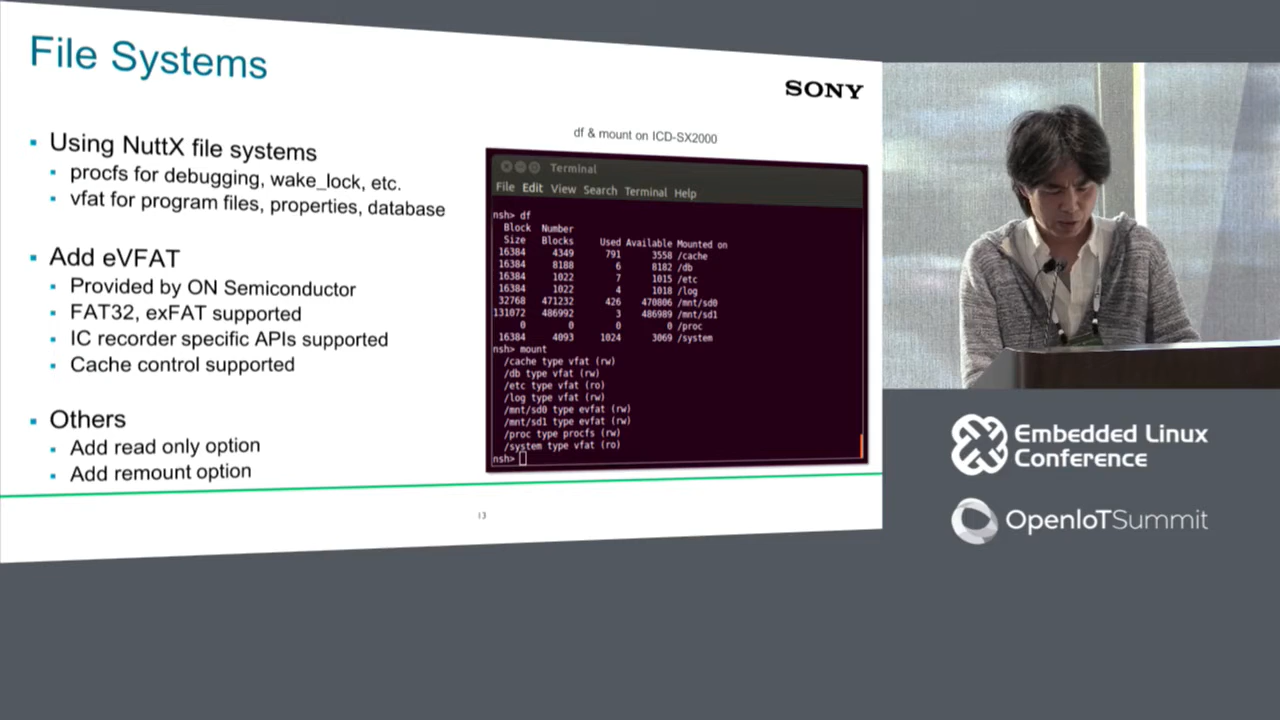 File Systems
SONY
▪ Using NuttX file systems
▪ procfs for debugging, wake_lock, etc.
▪ vfat for program files, properties, database
▪ Add eVFAT
▪ Provided by ON Semiconductor
▪ FAT32, exFAT supported
▪ IC recorder specific APIs supported
▪ Cache control supported
▪ Others
▪ Add read only option
▪ Add remount option
df & mount on ICD-SX2000
Terminal
File Edit View Search Terminal Help
nsh> df
Block Number
Size Blocks Used Available Mounted on
16384 4349 791 3558 /cache
16384 8188 6 8182 /db
16384 1022 7 1015 /etc
16384 1022 4 1018 /log
32768 471232 426 470806 /mnt/sd0
131072 486992 3 486989 /mnt/sd1
0 0 0 0 /proc
16384 4093 1024 3069 /system
nsh> mount
/cache type vfat (rw)
/db type vfat (rw)
/etc type vfat (ro)
/log type vfat (rw)
/mnt/sd0 type evfat (rw)
/mnt/sd1 type evfat (rw)
/proc type procfs (rw)
/system type vfat (ro)
nsh>
13
Embedded Linux
Conference
OpenIoTSummit